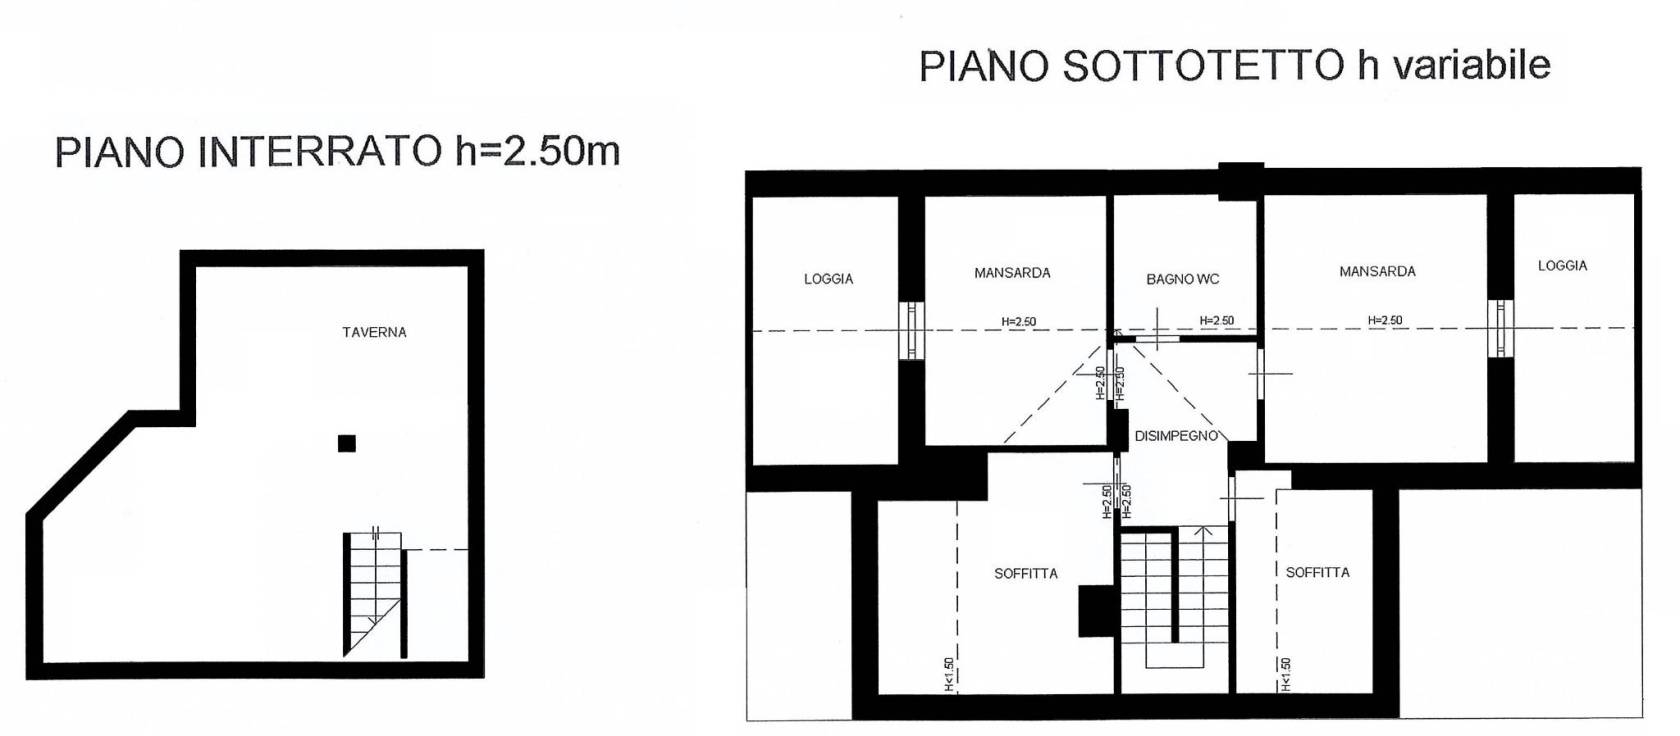 PIANO SOTTOTETTO h variabile
PIANO INTERRATO h=2.50m
TAVERNA
LOGGIA
MANSARDA
BAGNO WC
MANSARDA
LOGGIA
H=2.50
H=2.50
H=2.50
H=2.50
H=2.50
DISIMPEGNO
H=2.50
H=2.50
SOFFITTA
SOFFITTA
H<1.50
H<1.50